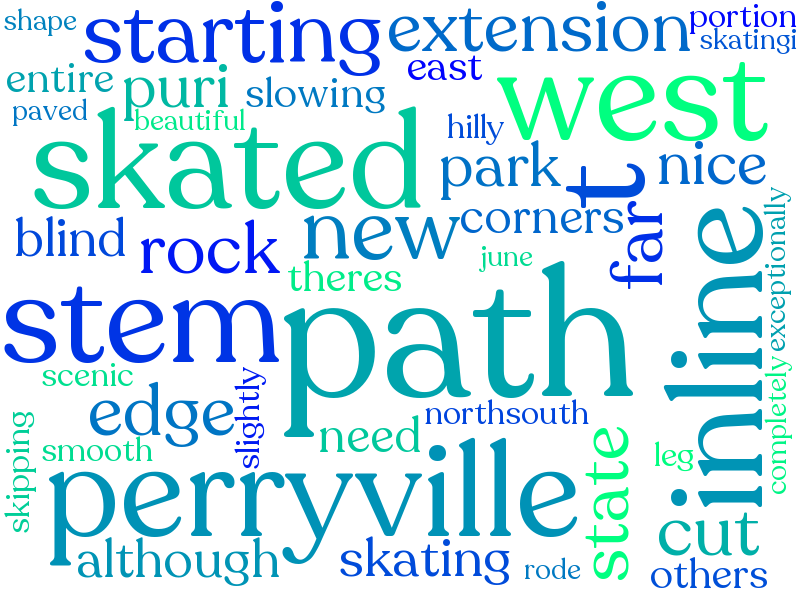 shape
starting
extension
portion
skatingi
east
entire
puri
slowing
west
paved
beautiful
skated
hilly
park
t
nice
blind
rock
new
corners
far
exceptionally
june
theres
stem
path
inline
scenic
edge
slightly
northsouth
need
completely
skipping
smooth
perryville
state
leg
cut
although
skating
rode
others